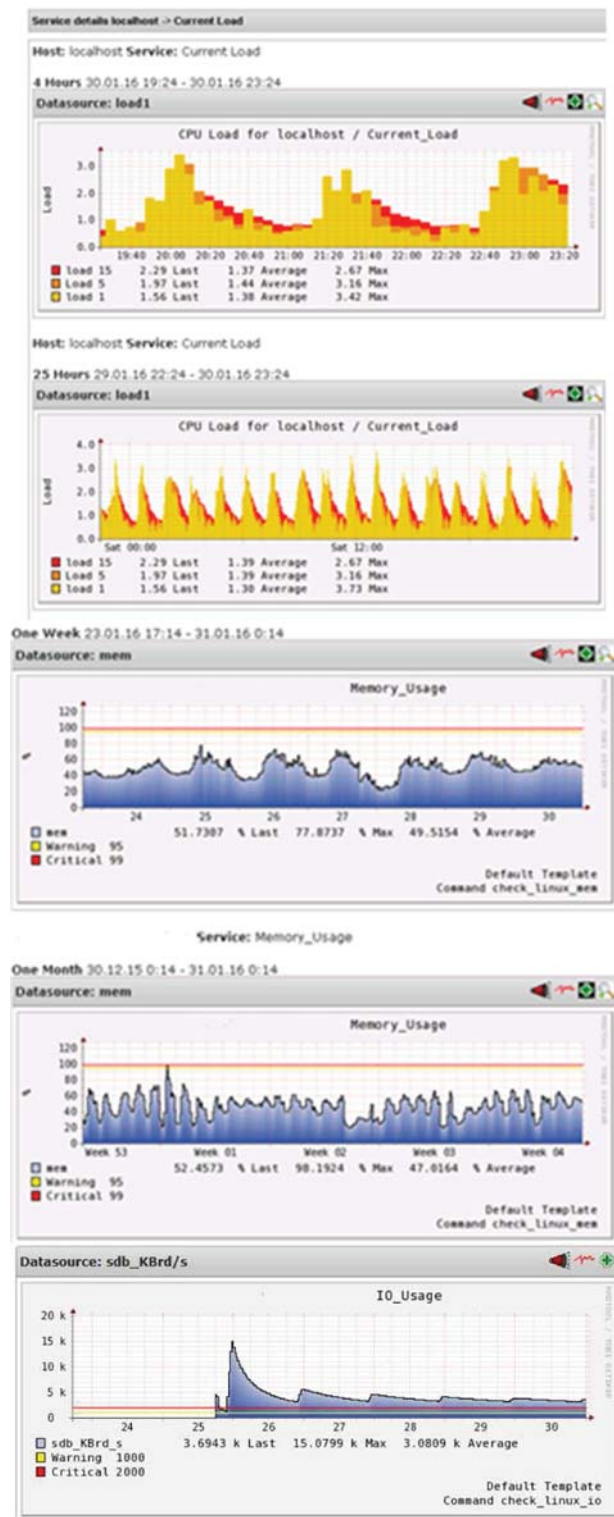 Service details localhost -> Current Load
Host: localhost Service: Current Load
4 Hours 30.01.16 19:24 - 30.01.16 23:24
Datasource: load1
CPU Load for localhost / Current_Load
3.0
2.0
1.0
0.0
Load
19:40 20:00 20:20 20:40 21:00 21:20 21:40 22:00 22:20 22:40 23:00 23:20
load 15 2.29 Last 1.37 Average 2.67 Max
Load 5 1.97 Last 1.44 Average 3.16 Max
load 1 1.56 Last 1.38 Average 3.42 Max
Host: localhost Service: Current Load
25 Hours 29.01.16 22:24 - 30.01.16 23:24
Datasource: load1
CPU Load for localhost / Current_Load
4.0
3.0
2.0
1.0
0.0
Load
Sat 00:00 Sat 12:00
load 15 2.29 Last 1.39 Average 2.67 Max
Load 5 1.97 Last 1.39 Average 3.16 Max
load 1 1.56 Last 1.30 Average 3.73 Max
One Week 23.01.16 17:14 - 31.01.16 0:14
Datasource: mem
Memory_Usage
120
100
80
60
40
20
0
%
24 25 26 27 28 29 30
mem 51.7307 % Last 77.8737 % Max 49.5154 % Average
Warning 95
Critical 99
Default Template
Command check_linux_mem
Service: Memory_Usage
One Month 30.12.15 0:14 - 31.01.16 0:14
Datasource: mem
Memory_Usage
120
100
80
60
40
20
0
%
Week 53 Week 01 Week 02 Week 03 Week 04
mem 52.4573 % Last 98.1924 % Max 47.0164 % Average
Warning 95
Critical 99
Default Template
Command check_linux_mem
Datasource: sdb_KBrd/s
IO_Usage
20 k
15 k
10 k
5 k
0
24 25 26 27 28 29 30
sdb_KBrd_s 3.6943 k Last 15.0799 k Max 3.0809 k Average
Warning 1000
Critical 2000
Default Template
Command check_linux_io